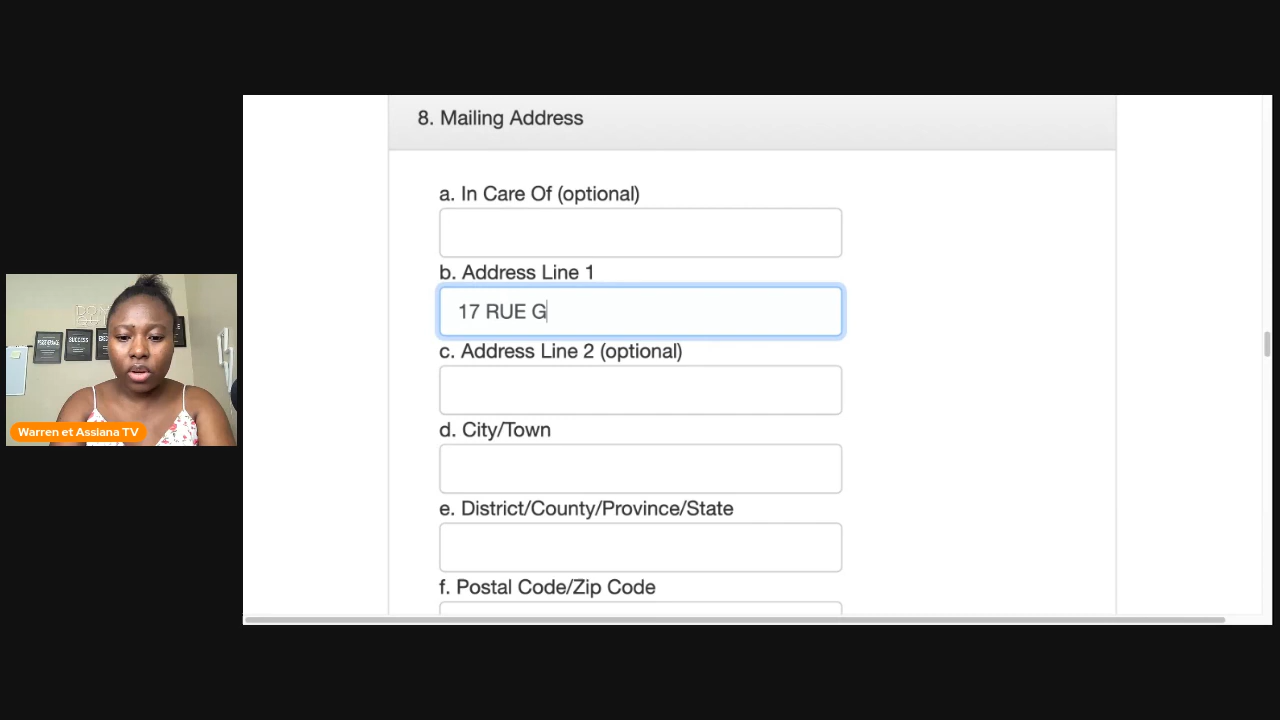 8. Mailing Address
a. In Care Of (optional)
b. Address Line 1
17 RUE G
c. Address Line 2 (optional)
d. City/Town
e. District/County/Province/State
f. Postal Code/Zip Code
SUCCESS
Warren et Assiana TV